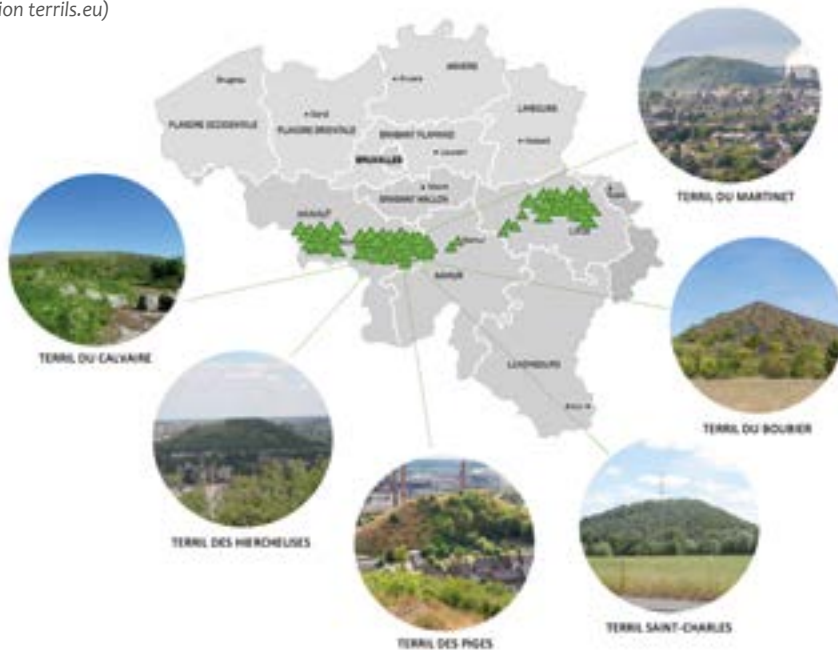 ion terrils.eu)
Bruges
Anvers
ANVERS
Gand
LIMBOURG
FLANDRE OCCIDENTALE
FLANDRE ORIENTALE
BRABANT FLAMAND
Hasselt
BRUXELLES
Louvain
TERRIL DU MARTINET
Wavre
BRABANT WALLON
HAINAUT
LIÈGE
Namur
NAMUR
TERRIL DU CALVAIRE
LUXEMBOURG
Arlon
TERRIL DU BOUBIER
TERRIL DES HIERCHEUSES
TERRIL SAINT-CHARLES
TERRIL DES PIGES